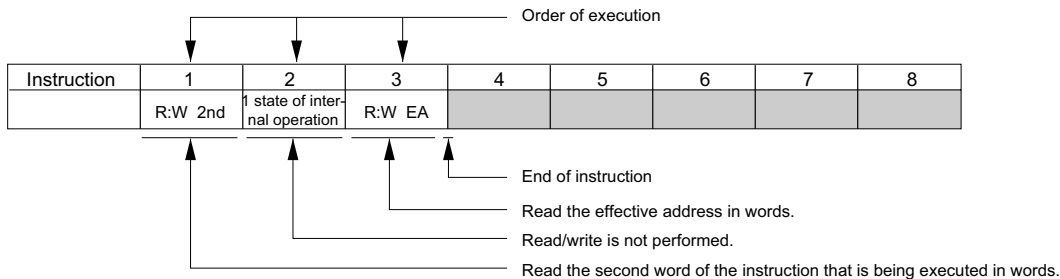 Order of execution
Instruction 1 2 3 4 5 6 7 8
R:W 2nd 1 state of inter- R:W EA
nal operation
End of instruction
Read the effective address in words.
Read/write is not performed.
Read the second word of the instruction that is being executed in words.